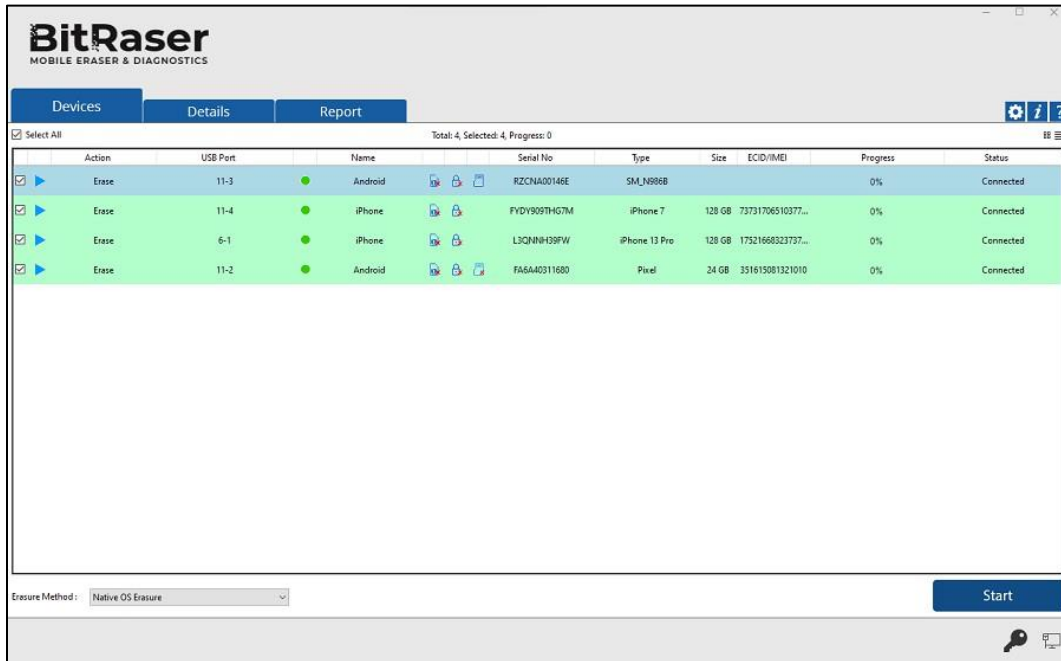 BitRaser
MOBILE ERASER & DIAGNOSTICS
Devices Details Report
Select All Total: 4, Selected: 4, Progress: 0
Action USB Port Name Serial No Type Size ECID/IMEI Progress Status
Erase 11-3 Android RZCNA00146E SM_N986B 0% Connected
Erase 11-4 iPhone FYDY909THG7M iPhone 7 128 GB 73731706510377... 0% Connected
Erase 6-1 iPhone L3QNNH39FW iPhone 13 Pro 128 GB 17521668323737... 0% Connected
Erase 11-2 Android FA6A40311680 Pixel 24 GB 351615081321010 0% Connected
Erasure Method : Native OS Erasure Start